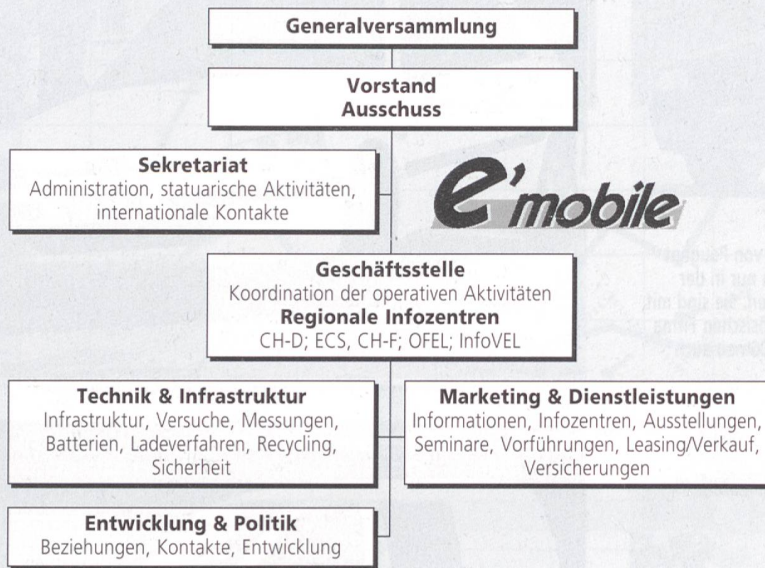 Generalversammlung
Vorstand
Ausschuss
Sekretariat
Administration, statuarische Aktivitäten,
internationale Kontakte
e'mobile
Geschäftsstelle
Koordination der operativen Aktivitäten
Regionale Infozentren
CH-D; ECS, CH-F; OFEL; InfoVEL
Technik & Infrastruktur
Infrastruktur, Versuche, Messungen,
Batterien, Ladeverfahren, Recycling,
Sicherheit
Marketing & Dienstleistungen
Informationen, Infozentren, Ausstellungen,
Seminare, Vorführungen, Leasing/Verkauf,
Versicherungen
Entwicklung & Politik
Beziehungen, Kontakte, Entwicklung